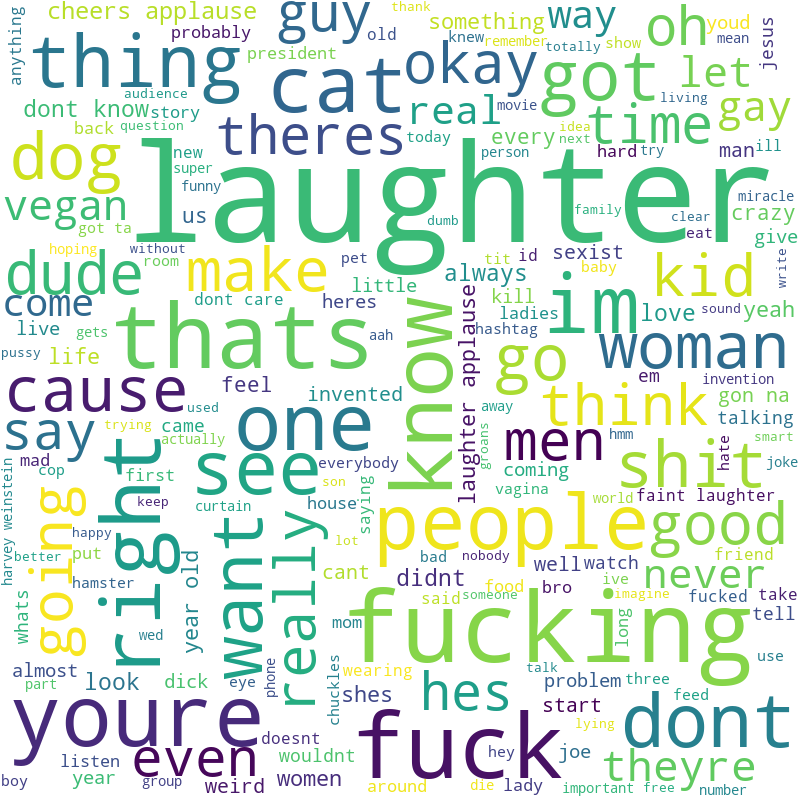 cheers applause
guy
thank
something
way
oh
youd
jesus
anything
probably
old
knew
remember
totally
show
mean
thing
president
cat
okay
got
let
audience
movie
living
dont know
story
real
time
gay
back
question
theres
today
every
idea
next
dog
new
laughter
person
hard
try
man
ill
super
funny
family
miracle
vegan
us
dumb
clear
crazy
got ta
eat
give
hoping
without
pet
tit
id
sexist
write
dude
room
make
always
baby
kid
little
kill
im
dont care
heres
come
ladies
love
sound
yeah
live
gets
thats
aah
know
hashtag
woman
pussy
life
go
cause
feel
invented
laughter applause
think
em
invention
gon na
trying
used
away
say
came
one
men
hmm
talking
actually
groans
smart
mad
cop
right
see
everybody
coming
shit
hate
joke
first
son
vagina
world
faint laughter
harvey weinstein
going
keep
curtain
house
saying
people
good
happy
want
really
lot
bad
nobody
better
put
year old
cant
well
watch
friend
hamster
didnt
food
bro
ive
never
whats
said
someone
imagine
fucked
take
wed
mom
fucking
long
tell
almost
wearing
talk
use
part
look
dick
eye
phone
chuckles
shes
hes
problem
three
youre
start
feed
dont
fuck
lying
even
doesnt
hey
joe
theyre
listen
wouldnt
boy
year
group
weird
women
around
die
lady
important free
number